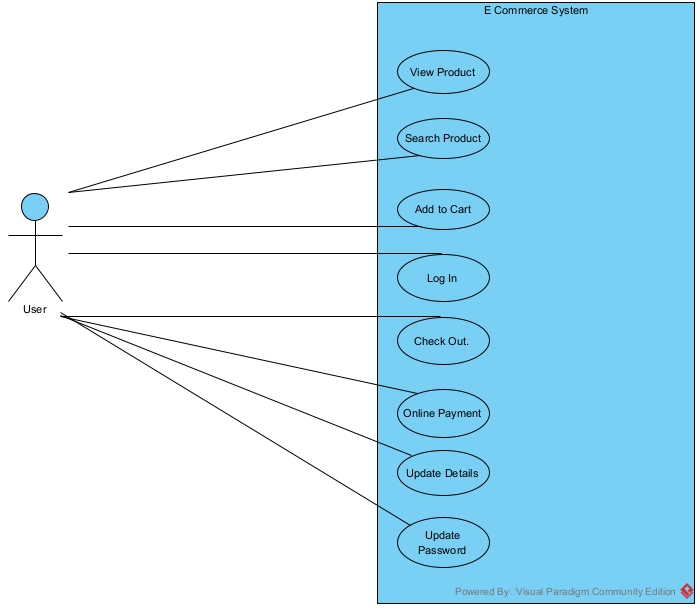 E Commerce System
View Product
Search Product
Add to Cart
Log In
User
Check Out.
Online Payment
Update Details
Update
Password
Powered By Visual Paradigm Community Edition